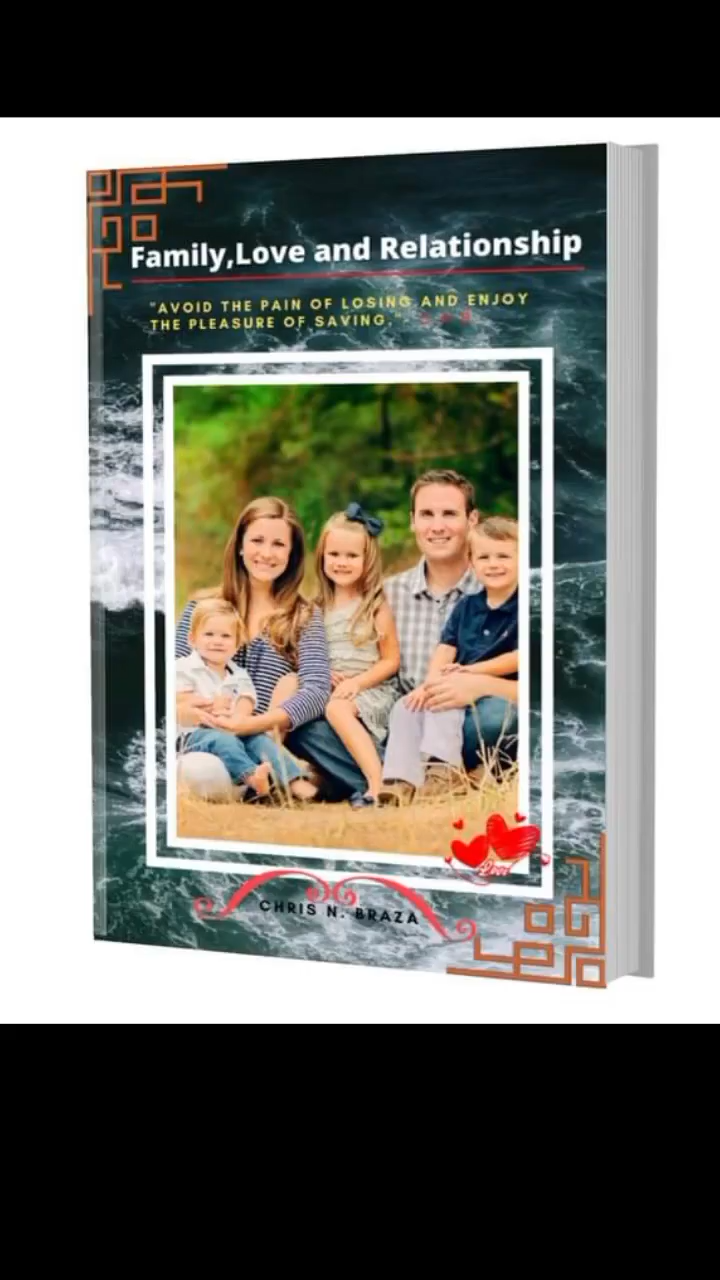 Family,Love and Relationship
"AVOID THE PAIN OF LOSING AND ENJOY
THE PLEASURE OF SAVING."
CHRIS N. BRAZA